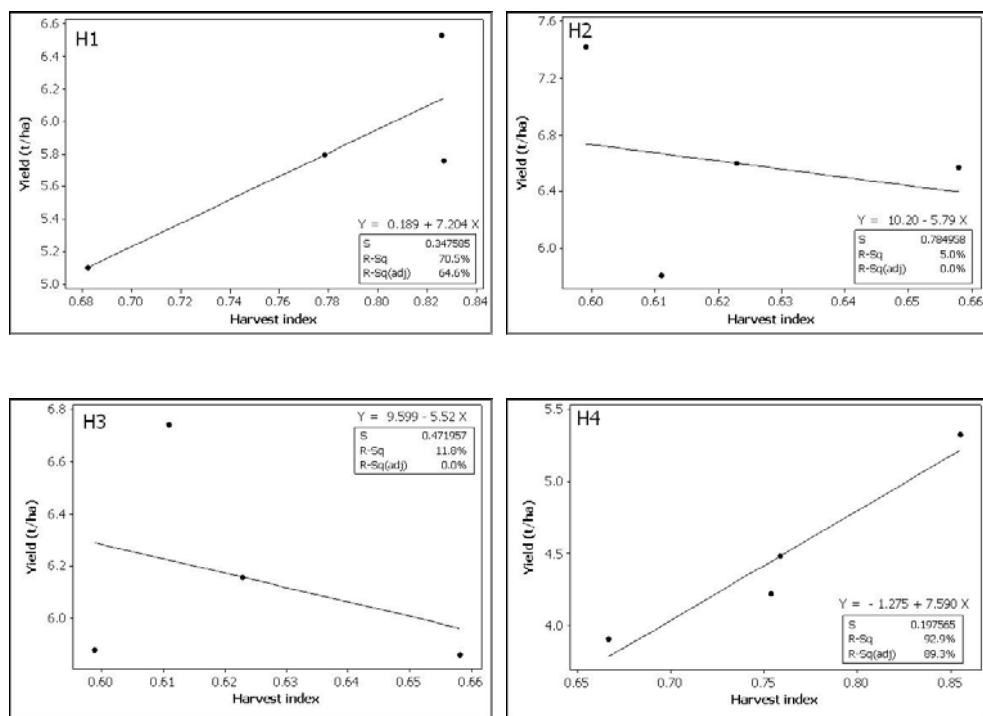 H1
Yield (t/ha)
6.6
6.4
6.2
6.0
5.8
5.6
5.4
5.2
5.0
Y = 0.189 + 7.204 X
S 0.347585
R-Sq 70.5%
R-Sq(adj) 64.6%
0.68 0.70 0.72 0.74 0.76 0.78 0.80 0.82 0.84
Harvest index
H2
Yield (t/ha)
7.6
7.2
6.8
6.4
6.0
Y = 10.20 - 5.79 X
S 0.784958
R-Sq 5.0%
R-Sq(adj) 0.0%
0.60 0.61 0.62 0.63 0.64 0.65 0.66
Harvest index
H3
Yield (t/ha)
6.8
6.6
6.4
6.2
6.0
Y = 9.599 - 5.52 X
S 0.471957
R-Sq 11.8%
R-Sq(adj) 0.0%
0.60 0.61 0.62 0.63 0.64 0.65 0.66
Harvest index
H4
Yield (t/ha)
5.5
5.0
4.5
4.0
Y = - 1.275 + 7.590 X
S 0.197565
R-Sq 92.9%
R-Sq(adj) 89.3%
0.65 0.70 0.75 0.80 0.85
Harvest index